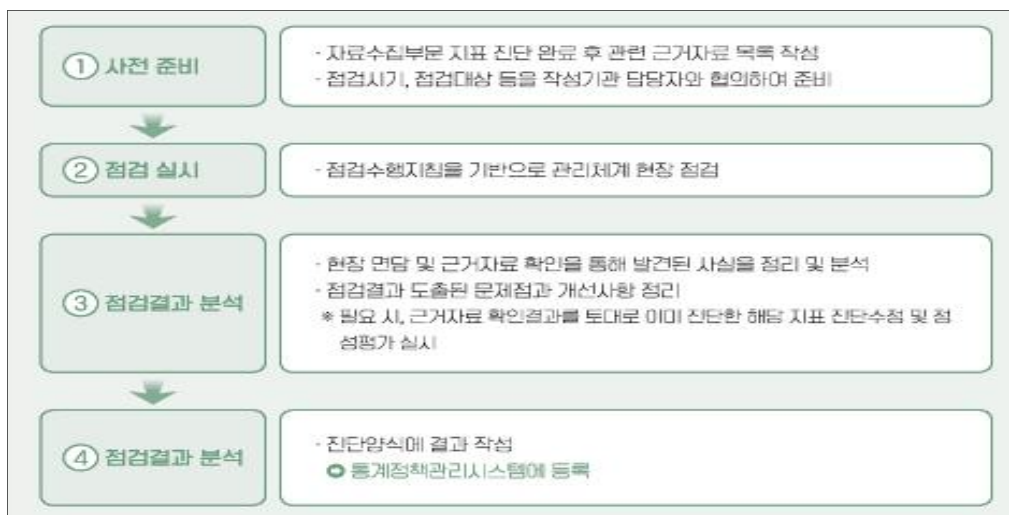 ① 사전 준비
· 자료수집부문 지표 진단 완료 후 관련 근거자료 목록 작성
· 점검시기, 점검대상 등을 작성기관 담당자와 협의하여 준비
② 점검 실시
· 점검수행지침을 기반으로 관리체계 현장 점검
③ 점검결과 분석
· 현장 면담 및 근거자료 확인을 통해 발견된 사실을 정리 및 분석
· 점검결과 도출된 문제점과 개선사항 정리
※ 필요 시, 근거자료 확인결과를 토대로 이미 진단한 해당 지표 진단수정 및 정
성평가 실시
④ 점검결과 분석
· 진단양식에 결과 작성
통계정책관리시스템에 등록